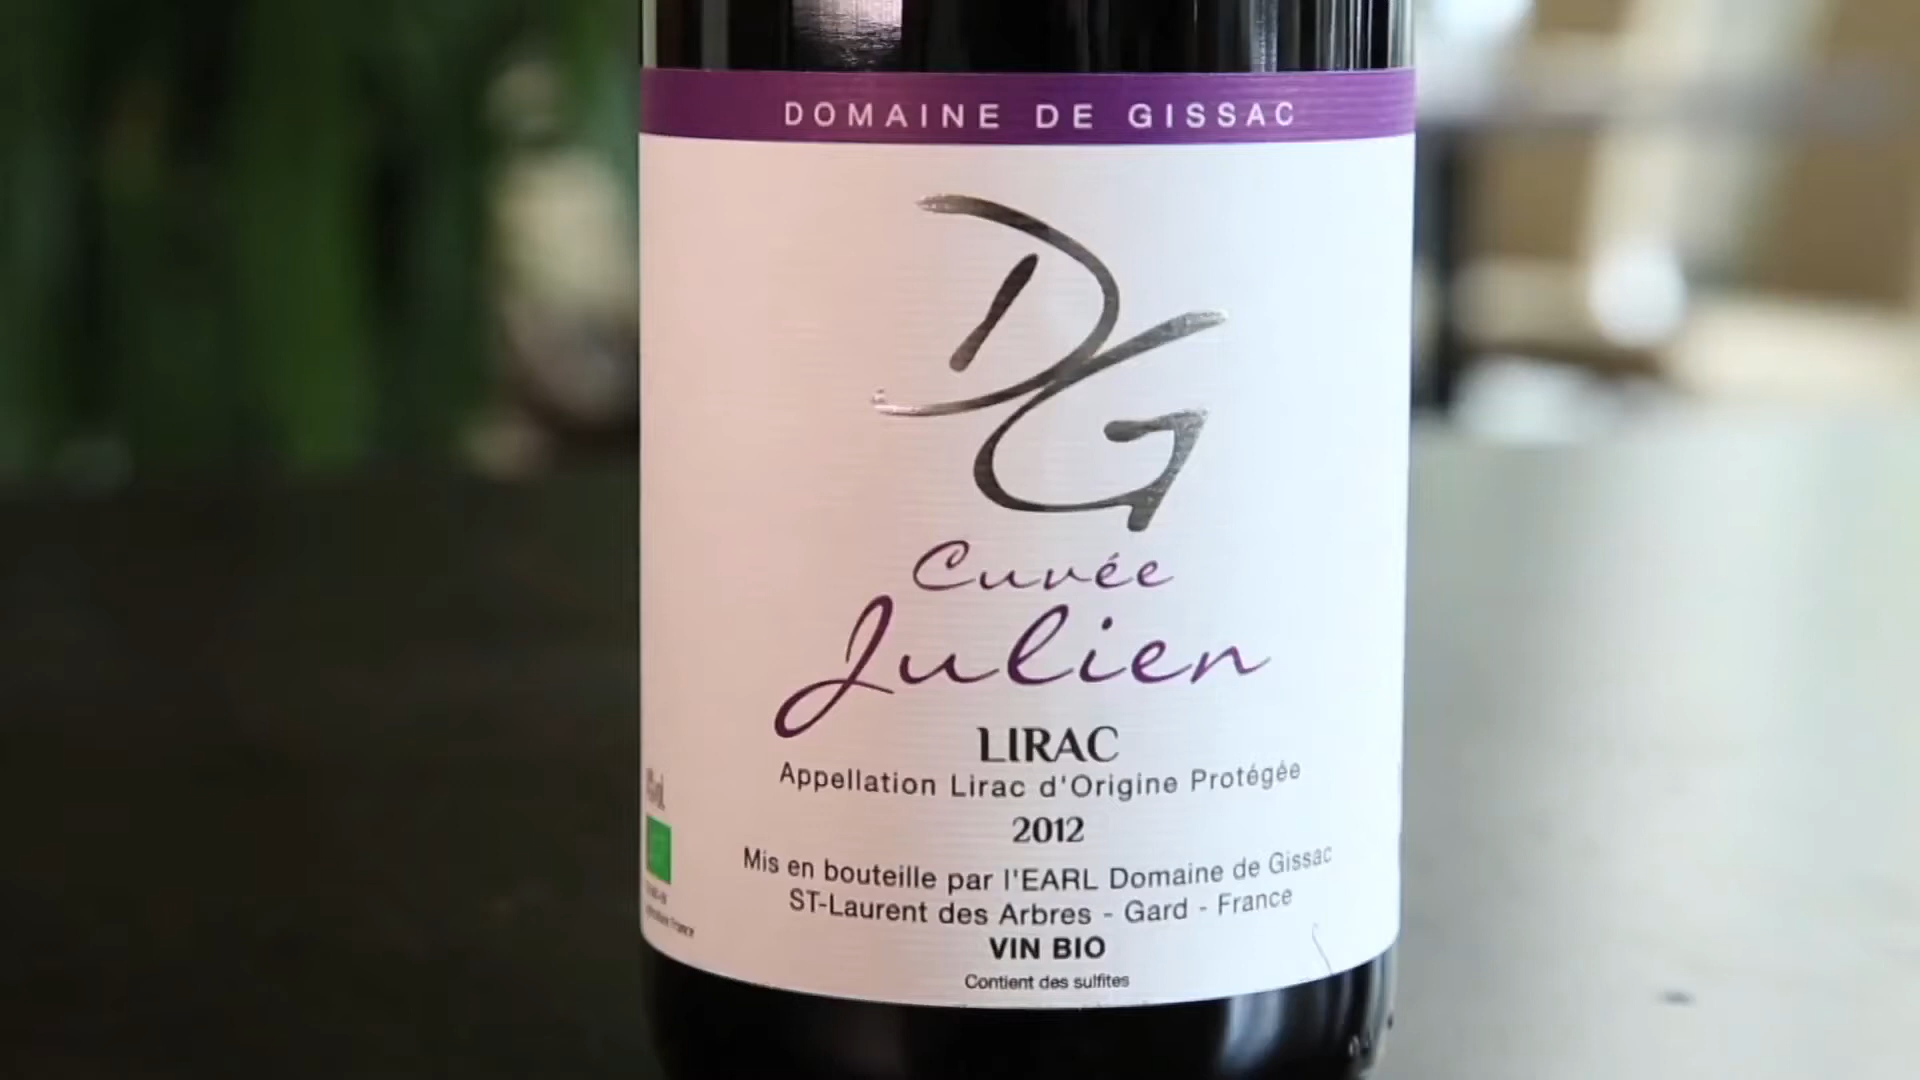 DOMAINE DE GISSAC
DG
Cuvée
Julien
LIRAC
Appellation Lirac d'Origine Protégée
2012
Mis en bouteille par l'EARL Domaine de Gissac
ST-Laurent des Arbres - Gard - France
VIN BIO
Contient des sulfites